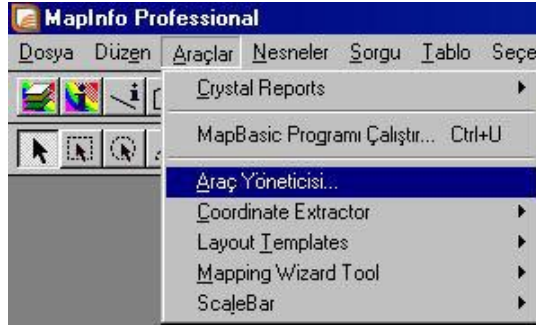 MapInfo Professional
Dosya Düzen Araçlar Nesneler Sorgu Tablo Seçe
Crystal Reports
MapBasic Programı Çalıştır... Ctrl+U
Araç Yöneticisi...
Coordinate Extractor
Layout Templates
Mapping Wizard Tool
ScaleBar